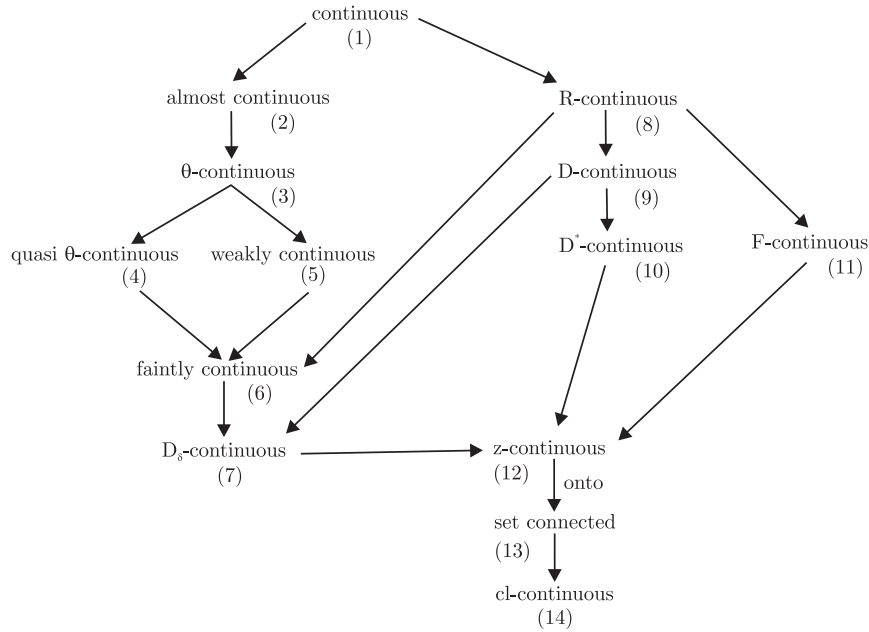 continuous
(1)
almost continuous
(2)
R-continuous
(8)
θ-continuous
(3)
D-continuous
(9)
quasi θ-continuous
(4)
weakly continuous
(5)
D*-continuous
(10)
F-continuous
(11)
faintly continuous
(6)
Dδ-continuous
(7)
z-continuous
(12)
onto
set connected
(13)
cl-continuous
(14)